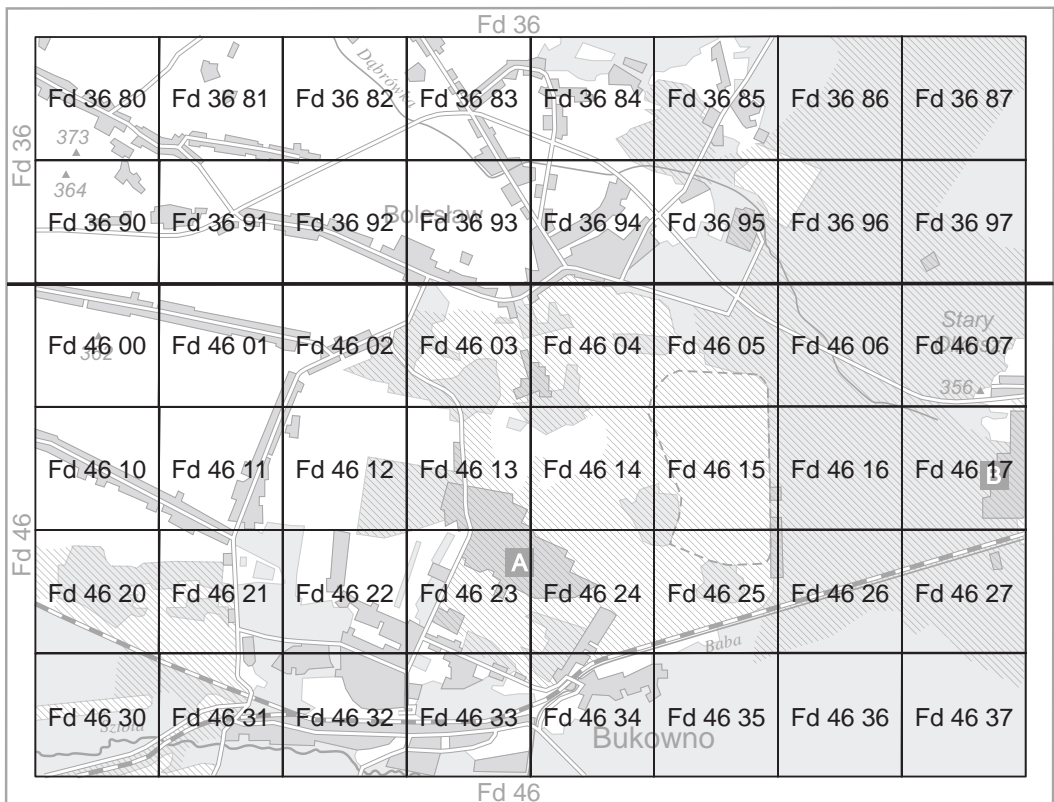 Fd 36
Dąbrówka
Fd 36 80 Fd 36 81 Fd 36 82 Fd 36 83 Fd 36 84 Fd 36 85 Fd 36 86 Fd 36 87
Fd 36
373
364
Fd 36 90 Fd 36 91 Fd 36 92 Fd 36 93 Fd 36 94 Fd 36 95 Fd 36 96 Fd 36 97
Bolesław
Stary
Fd 46 00 Fd 46 01 Fd 46 02 Fd 46 03 Fd 46 04 Fd 46 05 Fd 46 06 Fd 46 07
362
356
Fd 46 10 Fd 46 11 Fd 46 12 Fd 46 13 Fd 46 14 Fd 46 15 Fd 46 16 Fd 46 17
B
Fd 46
A
Fd 46 20 Fd 46 21 Fd 46 22 Fd 46 23 Fd 46 24 Fd 46 25 Fd 46 26 Fd 46 27
Baba
Fd 46 30 Fd 46 31 Fd 46 32 Fd 46 33 Fd 46 34 Fd 46 35 Fd 46 36 Fd 46 37
Bukowno
Fd 46